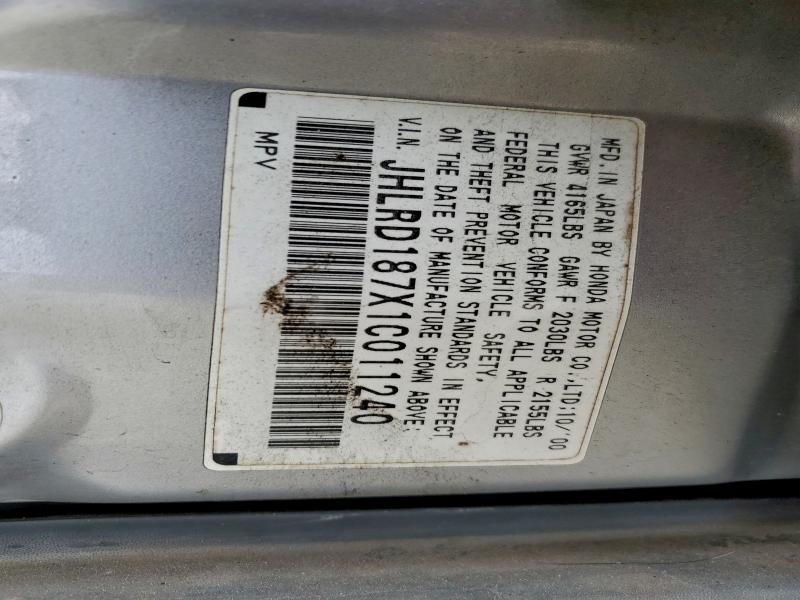 MFD. IN JAPAN BY HONDA MOTOR CO.,LTD;10/'00
GVWR 4165LBS GAWR F 2030LBS R 2155LBS
THIS VEHICLE CONFORMS TO ALL APPLICABLE
FEDERAL MOTOR VEHICLE SAFETY,
AND THEFT PREVENTION STANDARDS IN EFFECT
ON THE DATE OF MANUFACTURE SHOWN ABOVE;
V.I.N. JHLRD187X1C011240
MPV